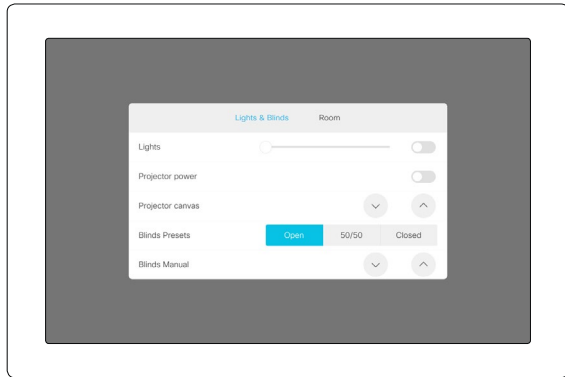 Lights & Blinds Room
Lights
Projector power
Projector canvas
Blinds Presets Open 50/50 Closed
Blinds Manual